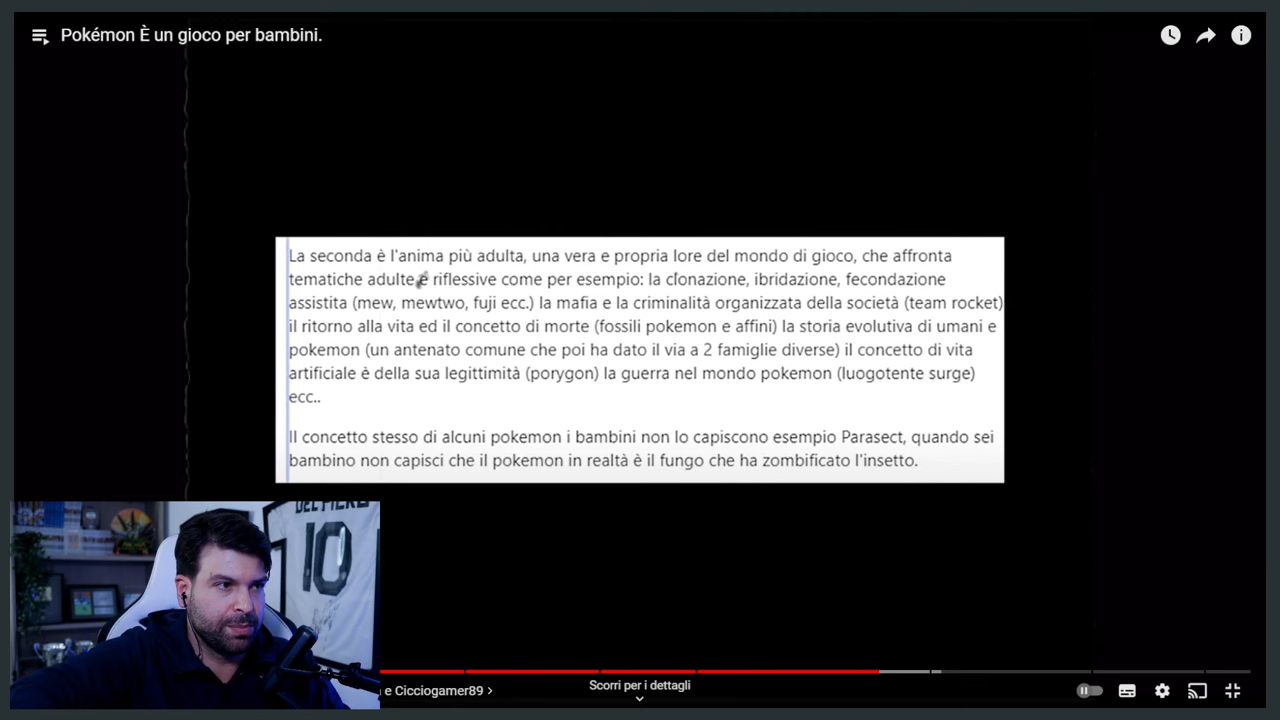 Pokémon È un gioco per bambini.
La seconda è l'anima più adulta, una vera e propria lore del mondo di gioco, che affronta
tematiche adulte e riflessive come per esempio: la clonazione, ibridazione, fecondazione
assistita (mew, mewtwo, fuji ecc.) la mafia e la criminalità organizzata della società (team rocket)
il ritorno alla vita ed il concetto di morte (fossili pokemon e affini) la storia evolutiva di umani e
pokemon (un antenato comune che poi ha dato il via a 2 famiglie diverse) il concetto di vita
artificiale è della sua legittimità (porygon) la guerra nel mondo pokemon (luogotente surge)
ecc..
Il concetto stesso di alcuni pokemon i bambini non lo capiscono esempio Parasect, quando sei
bambino non capisci che il pokemon in realtà è il fungo che ha zombificato l'insetto.
DEL PIERO
10
e Cicciogamer89
Scorri per i dettagli